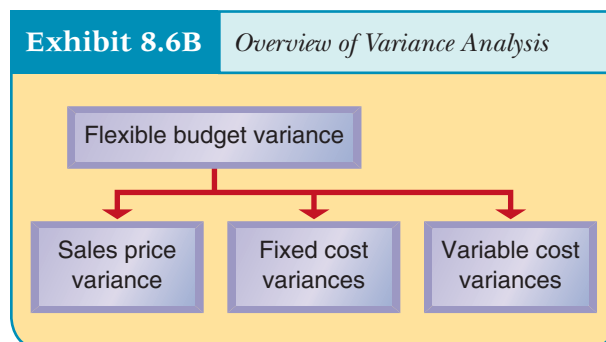 Exhibit 8.6B
Overview of Variance Analysis
Flexible budget variance
Sales price
variance
Fixed cost
variances
Variable cost
variances